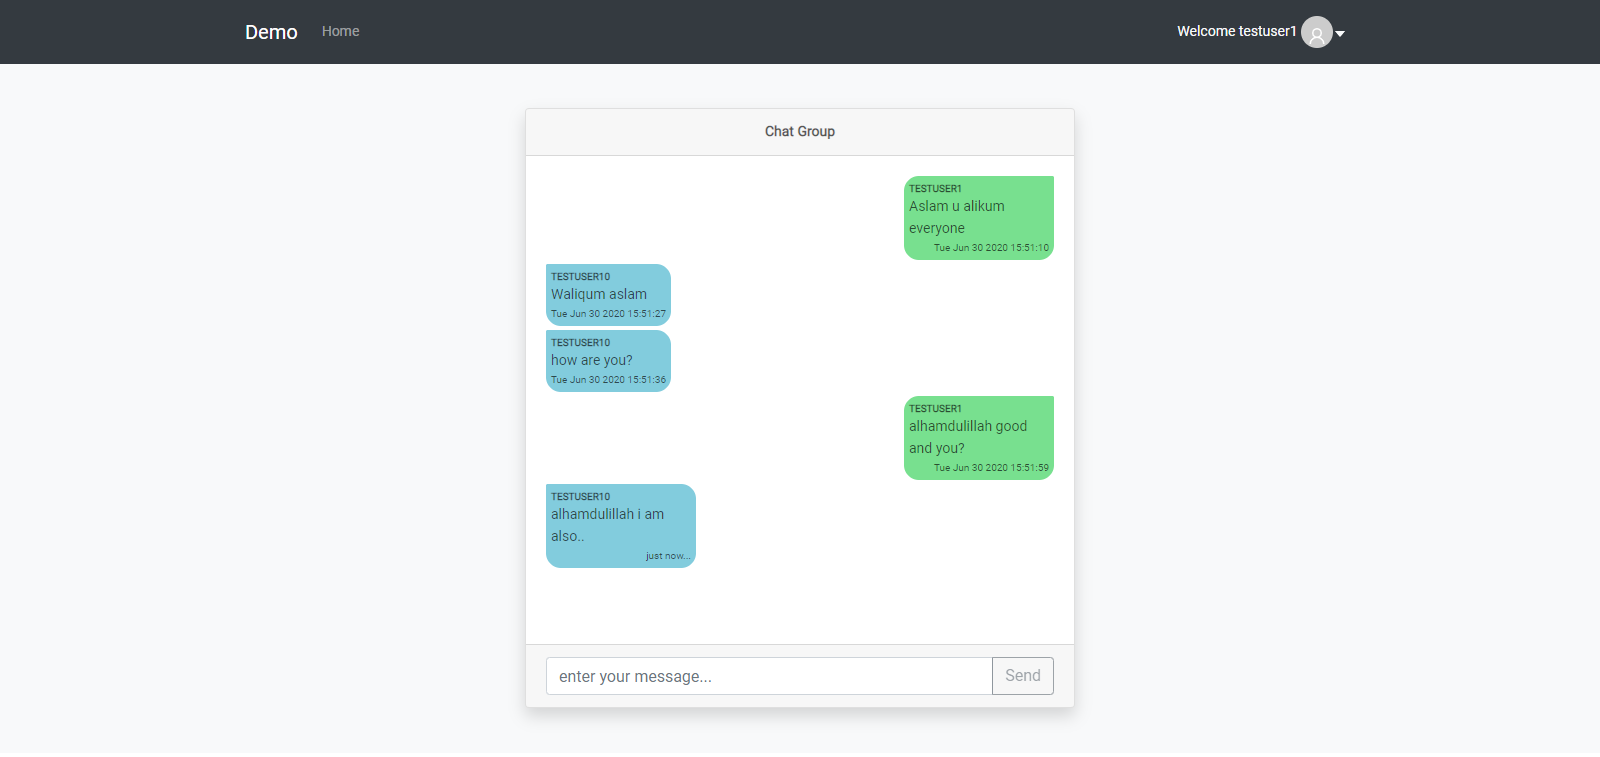 Demo Home Welcome testuser1
Chat Group
TESTUSER1
Aslam u alikum
everyone
Tue Jun 30 2020 15:51:10
TESTUSER10
Waliqum aslam
Tue Jun 30 2020 15:51:27
TESTUSER10
how are you?
Tue Jun 30 2020 15:51:36
TESTUSER1
alhamdulillah good
and you?
Tue Jun 30 2020 15:51:59
TESTUSER10
alhamdulillah i am
also..
just now...
enter your message... Send